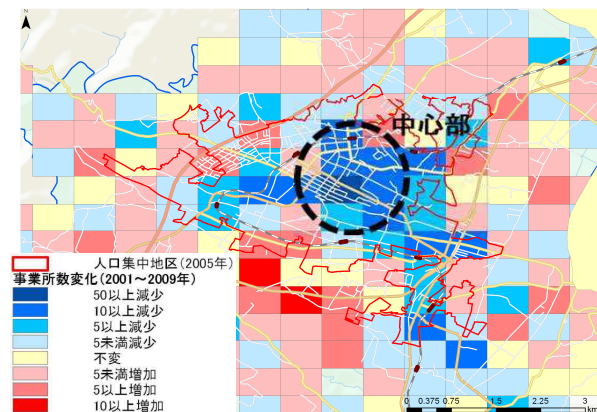 N
中心部
人口集中地区(2005年)
事業所数変化(2001～2009年)
50以上減少
10以上減少
5以上減少
5未満減少
不変
5未満増加
5以上増加
10以上増加
0 0.375 0.75 1.5 2.25 3
km